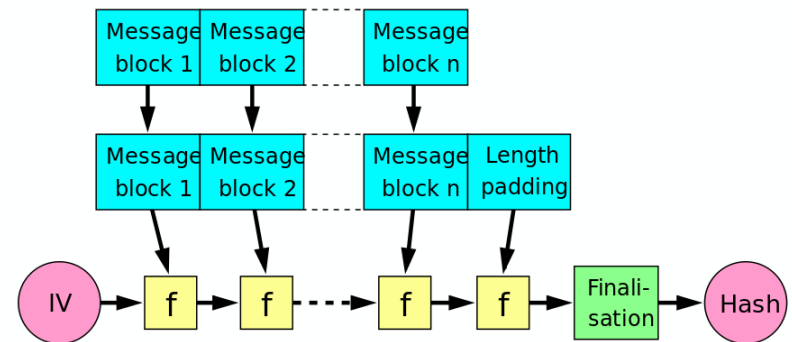 Message Message Message
block 1 block 2 block n
Message Message Message Length
block 1 block 2 block n padding
IV f f f f Finali-
sation Hash